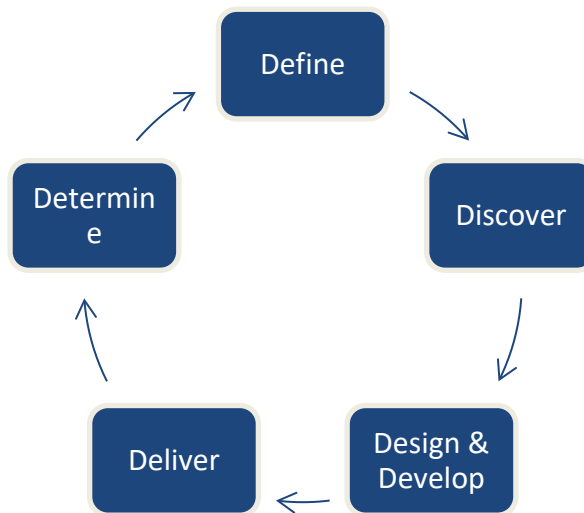 Define
Discover
Design &
Develop
Deliver
Determin
e